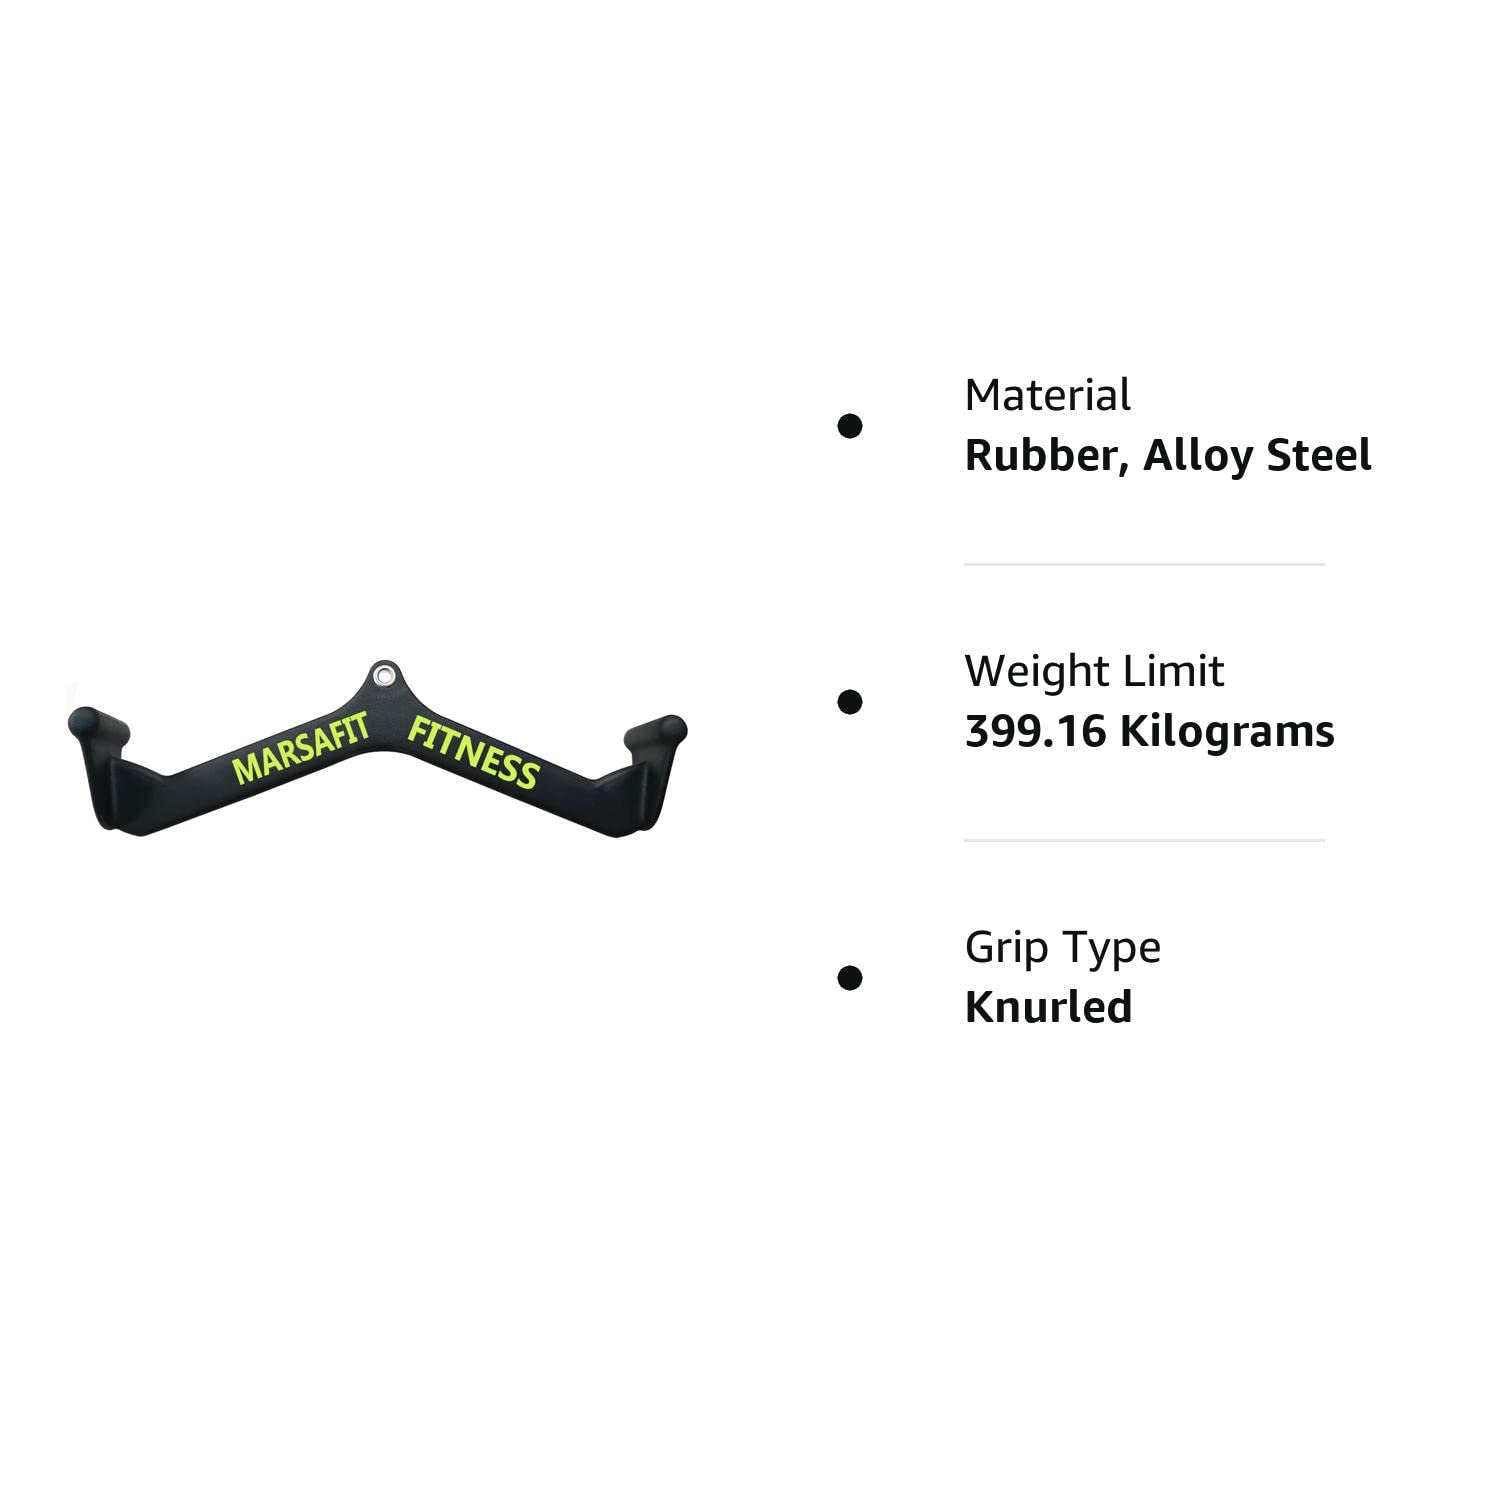 MARSAFIT FITNESS
Material
Rubber, Alloy Steel
Weight Limit
399.16 Kilograms
Grip Type
Knurled